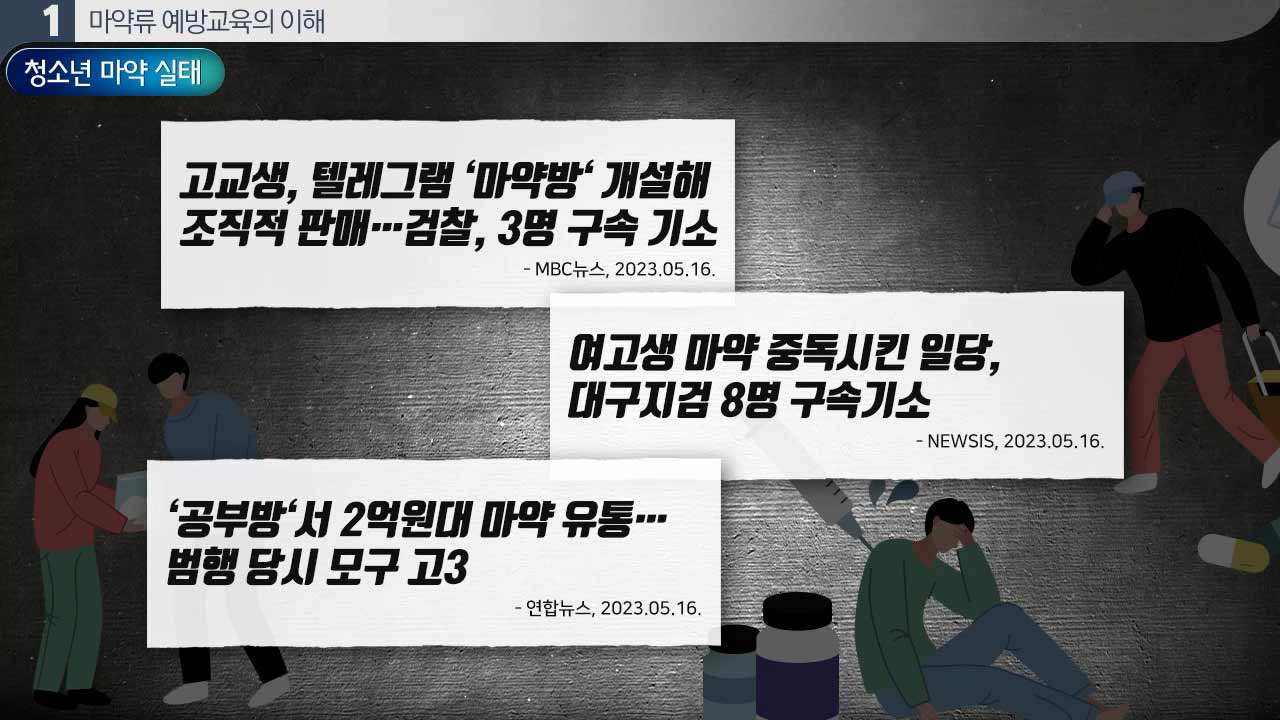 1 마약류 예방교육의 이해
청소년 마약 실태
고교생, 텔레그램 ‘마약방‘ 개설해
조직적 판매…검찰, 3명 구속 기소
- MBC뉴스, 2023.05.16.
여고생 마약 중독시킨 일당,
대구지검 8명 구속기소
- NEWSIS, 2023.05.16.
‘공부방‘서 2억원대 마약 유통…
범행 당시 모구 고3
- 연합뉴스, 2023.05.16.